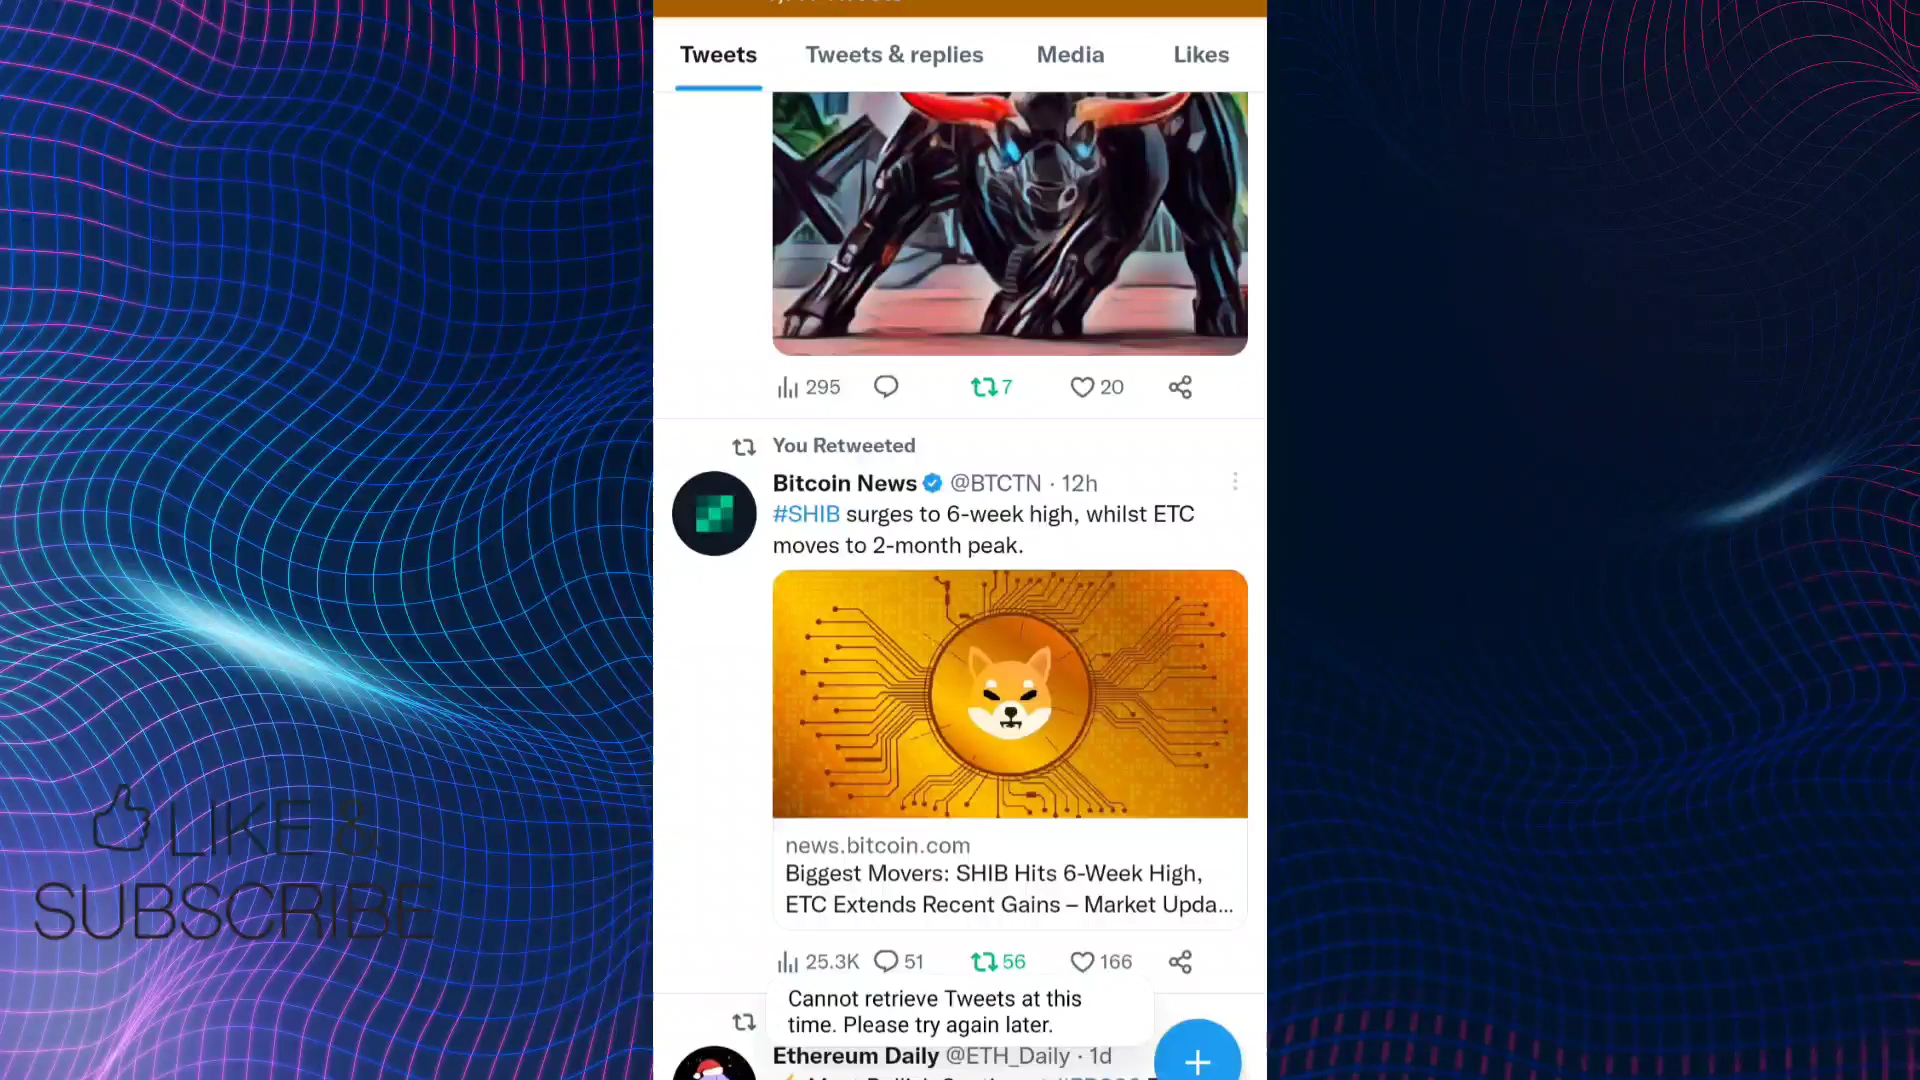 Tweets
Tweets & replies
Media
Likes
295
7
20
You Retweeted
Bitcoin News @BTCTN · 12h
#SHIB surges to 6-week high, whilst ETC
moves to 2-month peak.
news.bitcoin.com
Biggest Movers: SHIB Hits 6-Week High,
ETC Extends Recent Gains – Market Upda...
25.3K
51
56
166
Cannot retrieve Tweets at this
time. Please try again later.
Ethereum Daily @ETH_Daily · 1d
LIKE &
SUBSCRIBE